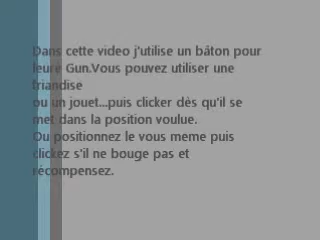 Dans cette video j'utilise un bâton pour
leure Gun.Vous pouvez utiliser une
friandise
ou un jouet...puis clicker dès qu'il se
met dans la position voulue.
Ou positionnez le vous meme puis
clickez s'il ne bouge pas et
récompensez.